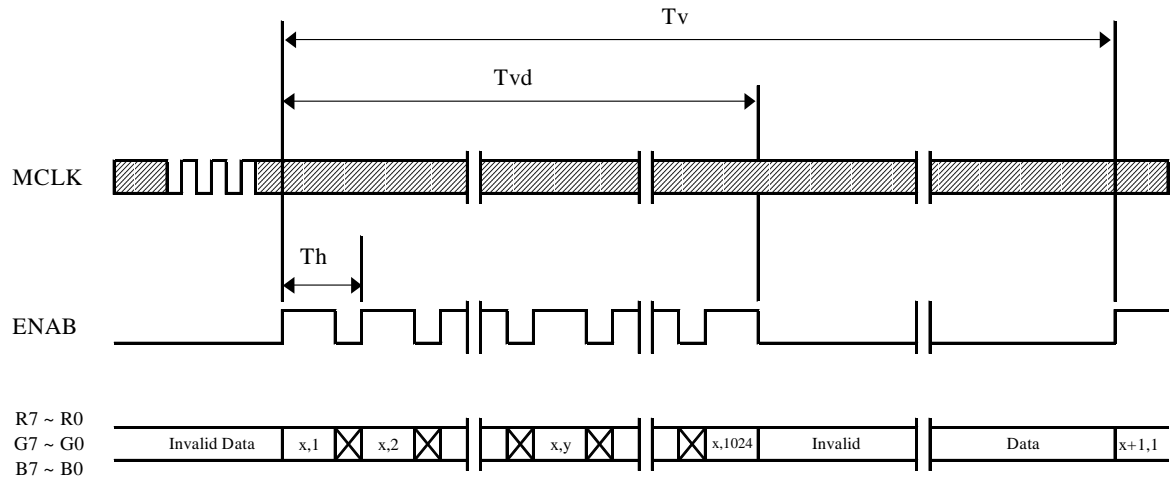 Tv
Tvd
MCLK
Th
ENAB
R7 ~ R0
G7 ~ G0
B7 ~ B0
Invalid Data x,1 x,2 x,y x,1024 Invalid Data x+1,1